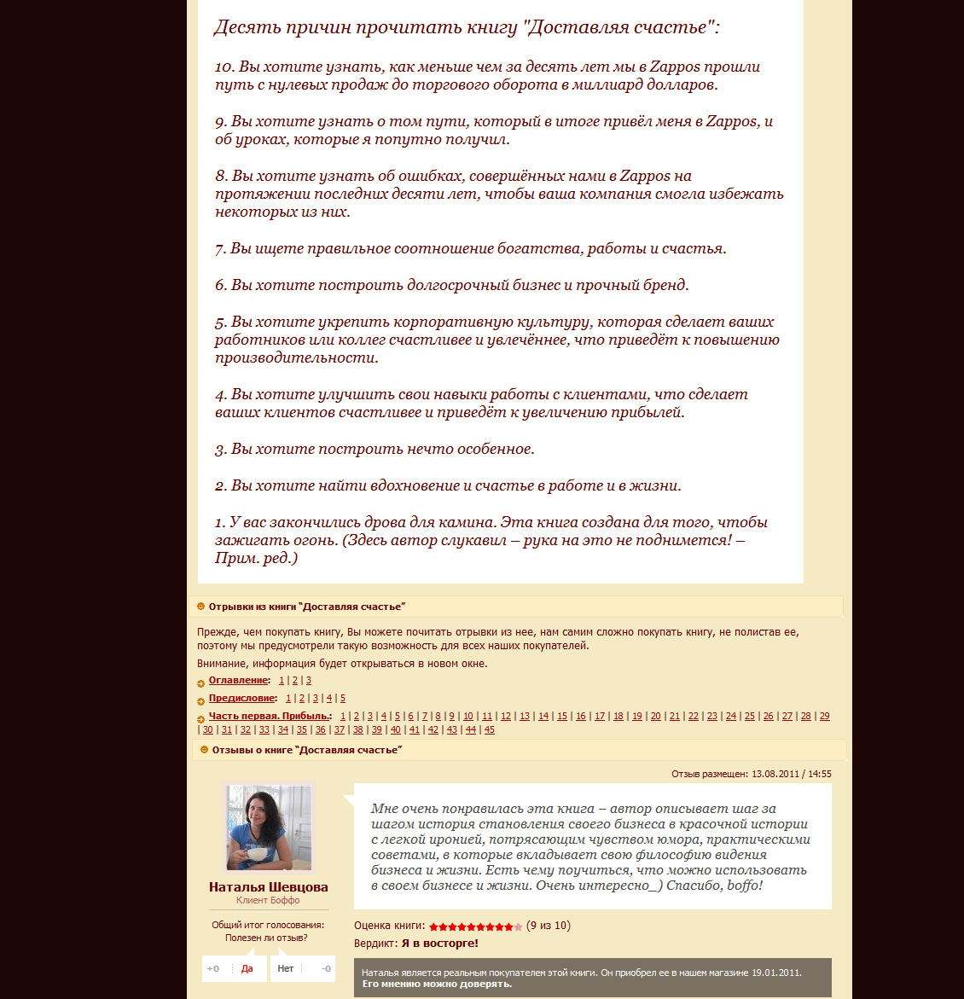 Десять причин прочитать книгу "Доставляя счастье":
10. Вы хотите узнать, как меньше чем за десять лет мы в Zappos прошли
путь с нулевых продаж до торгового оборота в миллиард долларов.
9. Вы хотите узнать о том пути, который в итоге привёл меня в Zappos, и
об уроках, которые я попутно получил.
8. Вы хотите узнать об ошибках, совершённых нами в Zappos на
протяжении последних десяти лет, чтобы ваша компания смогла избежать
некоторых из них.
7. Вы ищете правильное соотношение богатства, работы и счастья.
6. Вы хотите построить долгосрочный бизнес и прочный бренд.
5. Вы хотите укрепить корпоративную культуру, которая сделает ваших
работников или коллег счастливее и увлечённее, что приведёт к повышению
производительности.
4. Вы хотите улучшить свои навыки работы с клиентами, что сделает
ваших клиентов счастливее и приведёт к увеличению прибылей.
3. Вы хотите построить нечто особенное.
2. Вы хотите найти вдохновение и счастье в работе и в жизни.
1. У вас закончились дрова для камина. Эта книга создана для того, чтобы
зажигать огонь. (Здесь автор слукавил – рука на это не поднимется! –
Прим. ред.)
Отрывки из книги “Доставляя счастье”
Прежде, чем покупать книгу, Вы можете почитать отрывки из нее, нам самим сложно покупать книгу, не полистав ее,
поэтому мы предусмотрели такую возможность для всех наших покупателей.
Внимание, информация будет открываться в новом окне.
Оглавление: 1 | 2 | 3
Предисловие: 1 | 2 | 3 | 4 | 5
Часть первая. Прибыль.: 1 | 2 | 3 | 4 | 5 | 6 | 7 | 8 | 9 | 10 | 11 | 12 | 13 | 14 | 15 | 16 | 17 | 18 | 19 | 20 | 21 | 22 | 23 | 24 | 25 | 26 | 27 | 28 | 29
| 30 | 31 | 32 | 33 | 34 | 35 | 36 | 37 | 38 | 39 | 40 | 41 | 42 | 43 | 44 | 45
Отзывы о книге “Доставляя счастье”
Отзыв размещен: 13.08.2011 / 14:55
Мне очень понравилась эта книга – автор описывает шаг за
шагом история становления своего бизнеса в красочной истории
с легкой иронией, потрясающим чувством юмора, практическими
советами, в которые вкладывает свою философию видения
бизнеса и жизни. Есть чему поучиться, что можно использовать
в своем бизнесе и жизни. Очень интересно_) Спасибо, boffo!
Наталья Шевцова
Клиент Боффо
Общий итог голосования:
Полезен ли отзыв?
+0 Да Нет -0
Оценка книги: (9 из 10)
Вердикт: Я в восторге!
Наталья является реальным покупателем этой книги. Он приобрел ее в нашем магазине 19.01.2011.
Его мнению можно доверять.